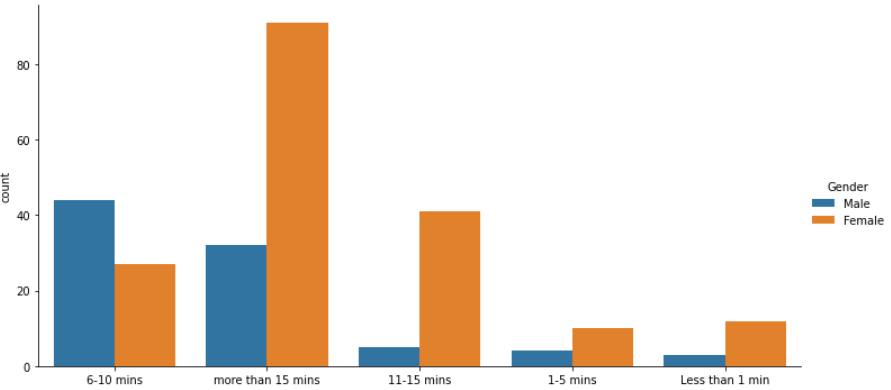 80
60
40
20
0
count
6-10 mins
more than 15 mins
11-15 mins
1-5 mins
Less than 1 min
Gender
Male
Female